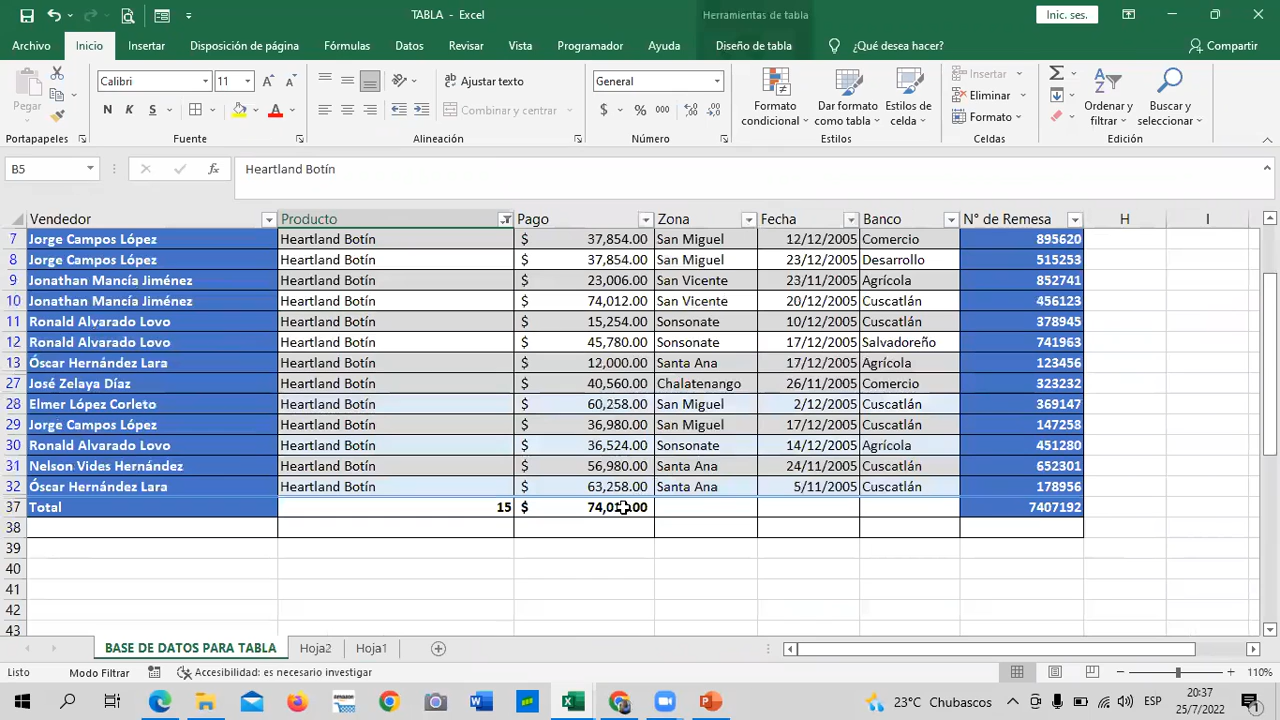 TABLA - Excel
Herramientas de tabla
Inic. ses.
Archivo Inicio Insertar Disposición de página Fórmulas Datos Revisar Vista Programador Ayuda Diseño de tabla ¿Qué desea hacer? Compartir
Pegar
Calibri 11
N K S
Ajustar texto
Combinar y centrar
General
$ % 000
Formato condicional
Dar formato como tabla
Estilos de celda
Insertar
Eliminar
Formato
Ordenar y filtrar
Buscar y seleccionar
Portapapeles Fuente Alineación Número Estilos Celdas Edición
B5 fx Heartland Botín
Vendedor Producto Pago Zona Fecha Banco N° de Remesa H I
7 Jorge Campos López Heartland Botín $ 37,854.00 San Miguel 12/12/2005 Comercio 895620
8 Jorge Campos López Heartland Botín $ 37,854.00 San Miguel 23/12/2005 Desarrollo 515253
9 Jonathan Mancía Jiménez Heartland Botín $ 23,006.00 San Vicente 23/11/2005 Agrícola 852741
10 Jonathan Mancía Jiménez Heartland Botín $ 74,012.00 San Vicente 20/12/2005 Cuscatlán 456123
11 Ronald Alvarado Lovo Heartland Botín $ 15,254.00 Sonsonate 10/12/2005 Cuscatlán 378945
12 Ronald Alvarado Lovo Heartland Botín $ 45,780.00 Sonsonate 17/12/2005 Salvadoreño 741963
13 Óscar Hernández Lara Heartland Botín $ 12,000.00 Santa Ana 17/12/2005 Agrícola 123456
27 José Zelaya Díaz Heartland Botín $ 40,560.00 Chalatenango 26/11/2005 Comercio 323232
28 Elmer López Corleto Heartland Botín $ 60,258.00 San Miguel 2/12/2005 Cuscatlán 369147
29 Jorge Campos López Heartland Botín $ 36,980.00 San Miguel 23/12/2005 Cuscatlán 147258
30 Ronald Alvarado Lovo Heartland Botín $ 36,524.00 Sonsonate 14/12/2005 Agrícola 451280
31 Nelson Vides Hernández Heartland Botín $ 56,980.00 Santa Ana 24/11/2005 Cuscatlán 652301
32 Óscar Hernández Lara Heartland Botín $ 63,258.00 Santa Ana 5/11/2005 Cuscatlán 178956
37 Total 15 $ 7407192
38
39
40
41
42
43
BASE DE DATOS PARA TABLA Hoja2 Hoja1
Listo Modo Filtrar Accesibilidad: es necesario investigar 110%
23°C Chubascos ESP 20:37
25/7/2022